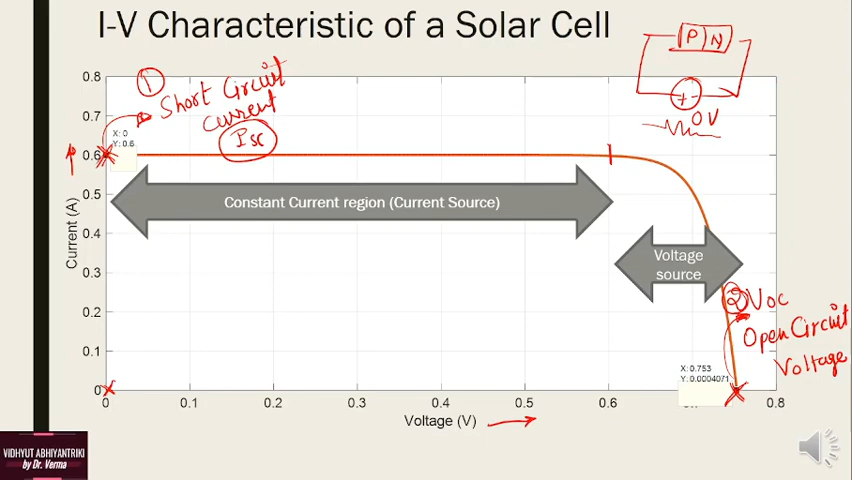 I-V Characteristic of a Solar Cell
P N
+ -
0V
1
Short Circuit
Current
Isc
X: 0
Y: 0.6
0.8
0.7
0.6
0.5
0.4
0.3
0.2
0.1
0
Current (A)
Constant Current region (Current Source)
Voltage
source
2 Voc
Open Circuit
Voltage
X: 0.753
Y: 0.0004071
0 0.1 0.2 0.3 0.4 0.5 0.6 0.8
Voltage (V)
VIDHYUT ABHIYANTRIKI
by Dr. Verma